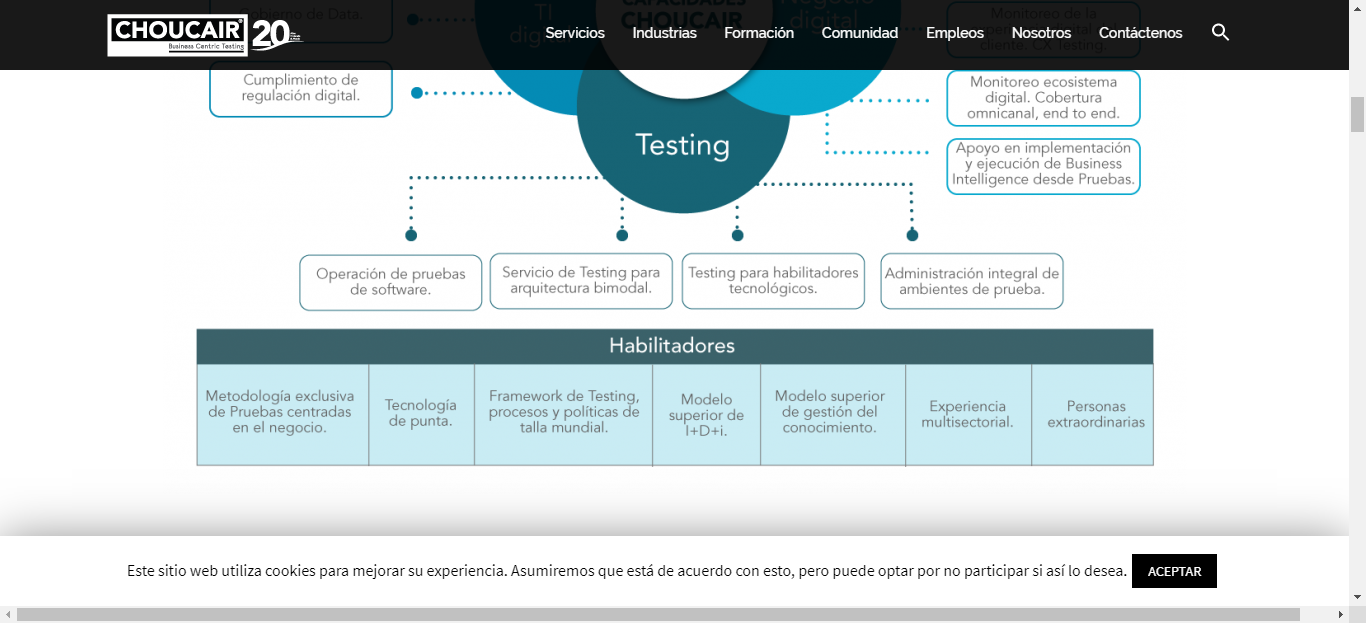 CHOUCAIR
Business Centric Testing
20
Servicios
Industrias
Formación
Comunidad
Empleos
Nosotros
Contáctenos
Gobierno de Data.
TI
digital
CAPACIDADES
CHOUCAIR
Negocio
digital
Monitoreo de la
cliente. CX Testing.
Cumplimiento de
regulación digital.
Monitoreo ecosistema
digital. Cobertura
omnicanal, end to end.
Testing
Apoyo en implementación
y ejecución de Business
Intelligence desde Pruebas.
Operación de pruebas
de software.
Servicio de Testing para
arquitectura bimodal.
Testing para habilitadores
tecnológicos.
Administración integral de
ambientes de prueba.
Habilitadores
Metodología exclusiva
de Pruebas centradas
en el negocio.
Tecnología
de punta.
Framework de Testing,
procesos y políticas de
talla mundial.
Modelo
superior de
I+D+i.
Modelo superior
de gestión del
conocimiento.
Experiencia
multisectorial.
Personas
extraordinarias
Este sitio web utiliza cookies para mejorar su experiencia. Asumiremos que está de acuerdo con esto, pero puede optar por no participar si así lo desea.
ACEPTAR